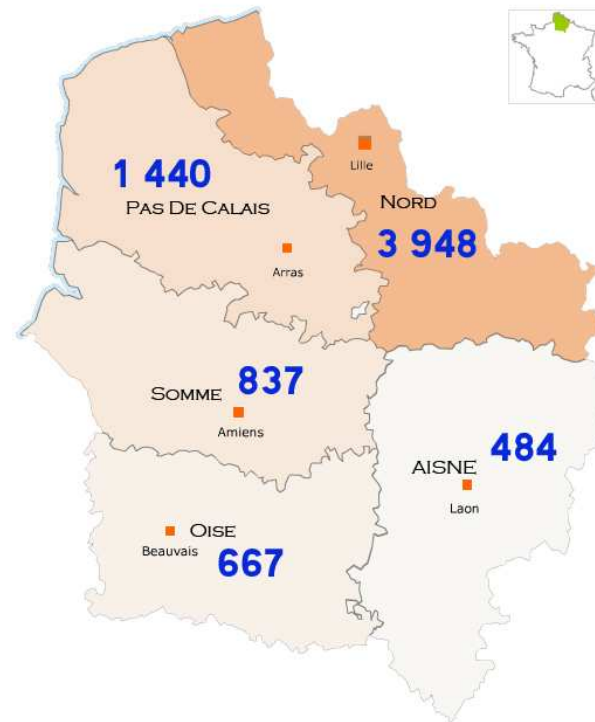 Lille
1 440
PAS DE CALAIS
NORD
3 948
Arras
837
SOMME
Amiens
484
AISNE
Laon
OISE
Beauvais
667